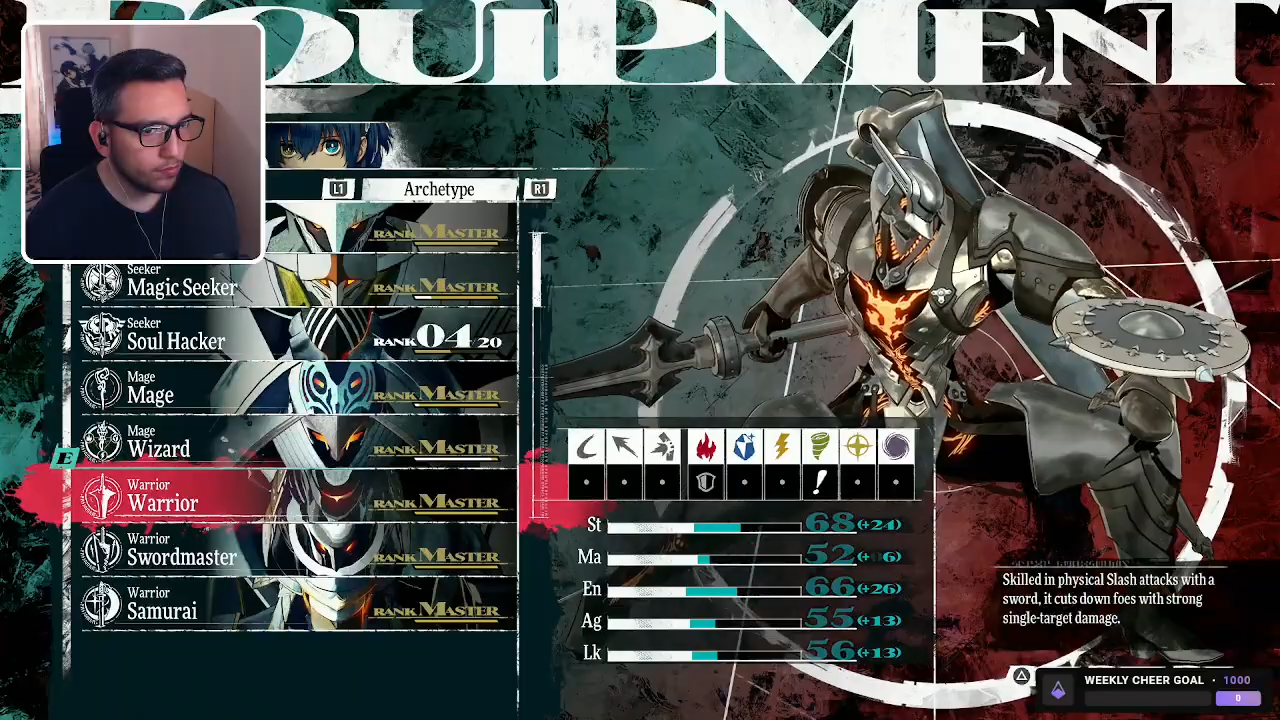 EQUIPMENT
L1
Archetype
R1
RANK MASTER
Seeker
Magic Seeker
RANK MASTER
Seeker
Soul Hacker
RANK 04/20
Mage
Mage
RANK MASTER
Mage
Wizard
RANK MASTER
E
Warrior
Warrior
RANK MASTER
Warrior
Swordmaster
RANK MASTER
Warrior
Samurai
RANK MASTER
St 68 (+24)
Ma 52 (+6)
En 66 (+26)
Ag 55 (+13)
Lk 56 (+13)
Skilled in physical Slash attacks with a
sword, it cuts down foes with strong
single-target damage.
WEEKLY CHEER GOAL · 1000
0